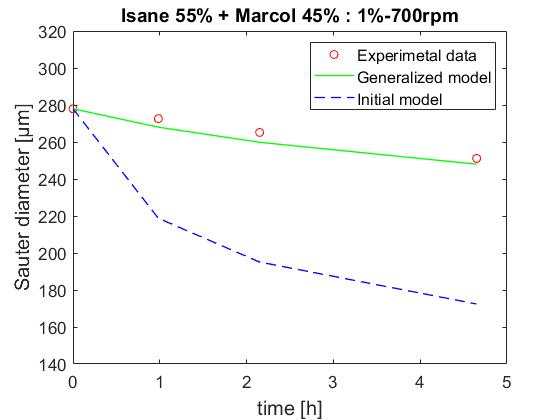 Isane 55% + Marcol 45% : 1%-700rpm
Experimetal data
Generalized model
Initial model
Sauter diameter [µm]
320
300
280
260
240
220
200
180
160
140
0
1
2
3
4
5
time [h]